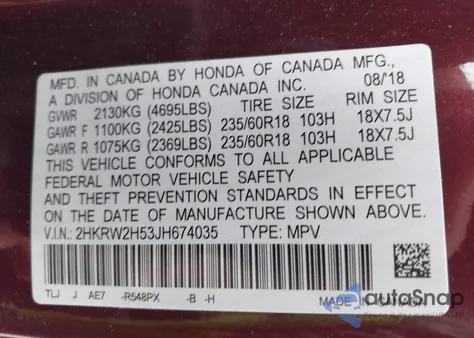 MFD. IN CANADA BY HONDA OF CANADA MFG.,
A DIVISION OF HONDA CANADA INC. 08/18
GVWR 2130KG (4695LBS) TIRE SIZE RIM SIZE
GAWR F 1100KG (2425LBS) 235/60R18 103H 18X7.5J
GAWR R 1075KG (2369LBS) 235/60R18 103H 18X7.5J
THIS VEHICLE CONFORMS TO ALL APPLICABLE
FEDERAL MOTOR VEHICLE SAFETY
AND THEFT PREVENTION STANDARDS IN EFFECT
ON THE DATE OF MANUFACTURE SHOWN ABOVE.
V.I.N.: 2HKRW2H53JH674035 TYPE: MPV
TLJ J AE7 -R548PX -B -H MADE IN
autoSnap